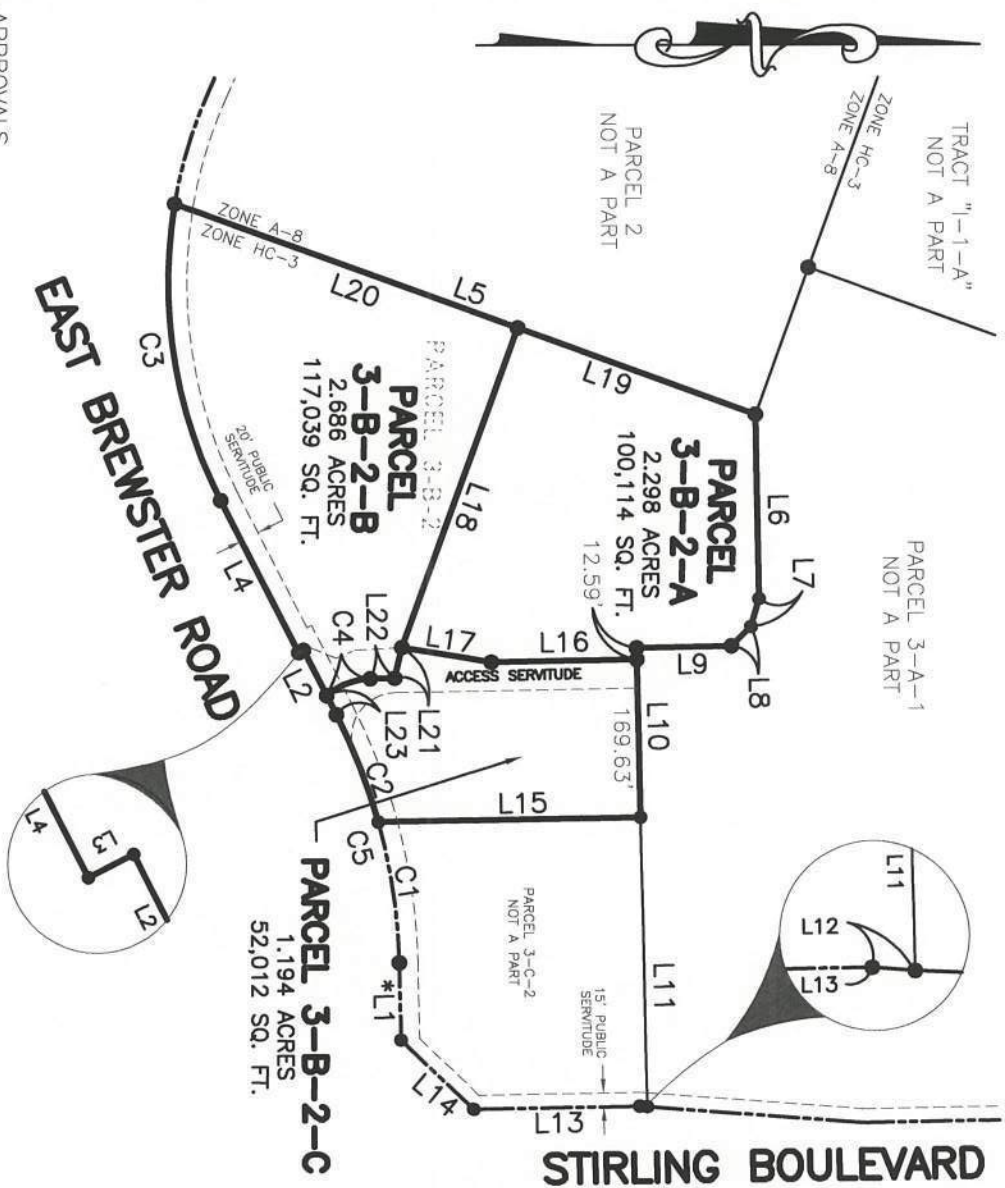 APPROVALS
TRACT "I-1-A"
NOT A PART
ZONE HC-3
ZONE A-8
PARCEL 2
NOT A PART
PARCEL 3-A-1
NOT A PART
ZONE A-8
ZONE HC-3
L20
L5
L19
L6
L7
L8
L9
PARCEL
3-B-2-A
2.298 ACRES
100,114 SQ. FT.
12.59'
PARCEL 3-B-2
PARCEL
3-B-2-B
2.686 ACRES
117,039 SQ. FT.
L18
L17
L16
ACCESS SERVITUDE
L10
169.63'
L11
L15
C3
20' PUBLIC
SERVITUDE
L4
EAST BREWSTER ROAD
L22
C4
L21
L23
L2
C2
C5
C1
*L1
L14
L13
PARCEL 3-C-2
NOT A PART
15' PUBLIC
SERVITUDE
PARCEL 3-B-2-C
1.194 ACRES
52,012 SQ. FT.
L11
L12
L13
L4
L3
L2
STIRLING BOULEVARD